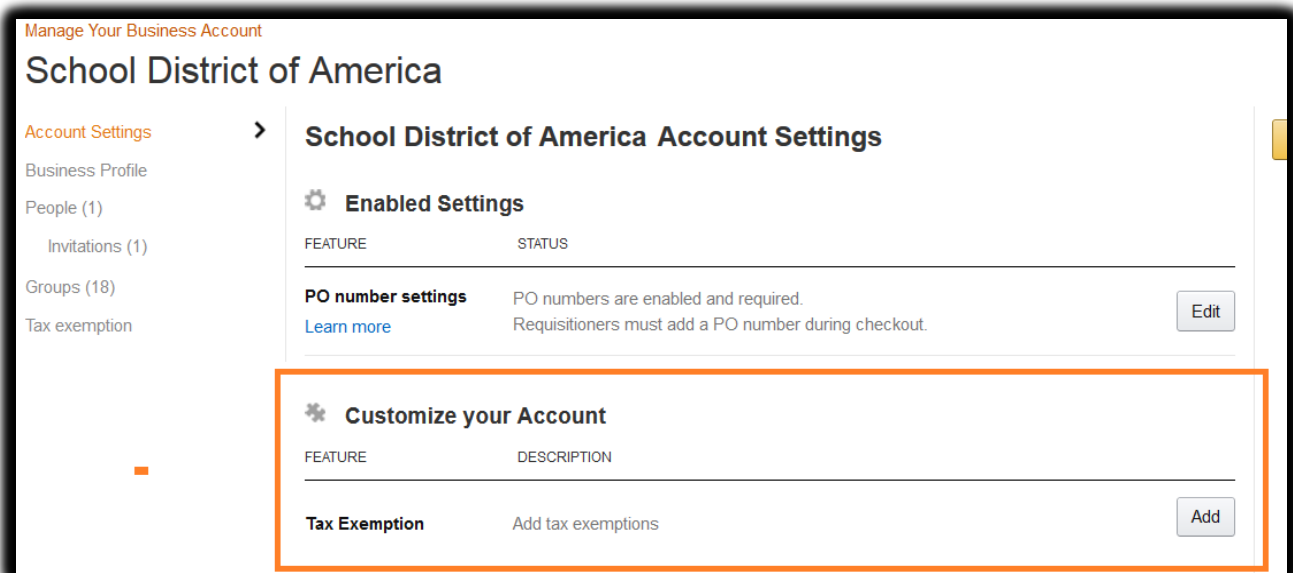 Manage Your Business Account
School District of America
Account Settings
Business Profile
People (1)
Invitations (1)
Groups (18)
Tax exemption
School District of America Account Settings
Enabled Settings
FEATURE STATUS
PO number settings PO numbers are enabled and required.
Learn more Requisitioners must add a PO number during checkout.
Edit
Customize your Account
FEATURE DESCRIPTION
Tax Exemption Add tax exemptions Add